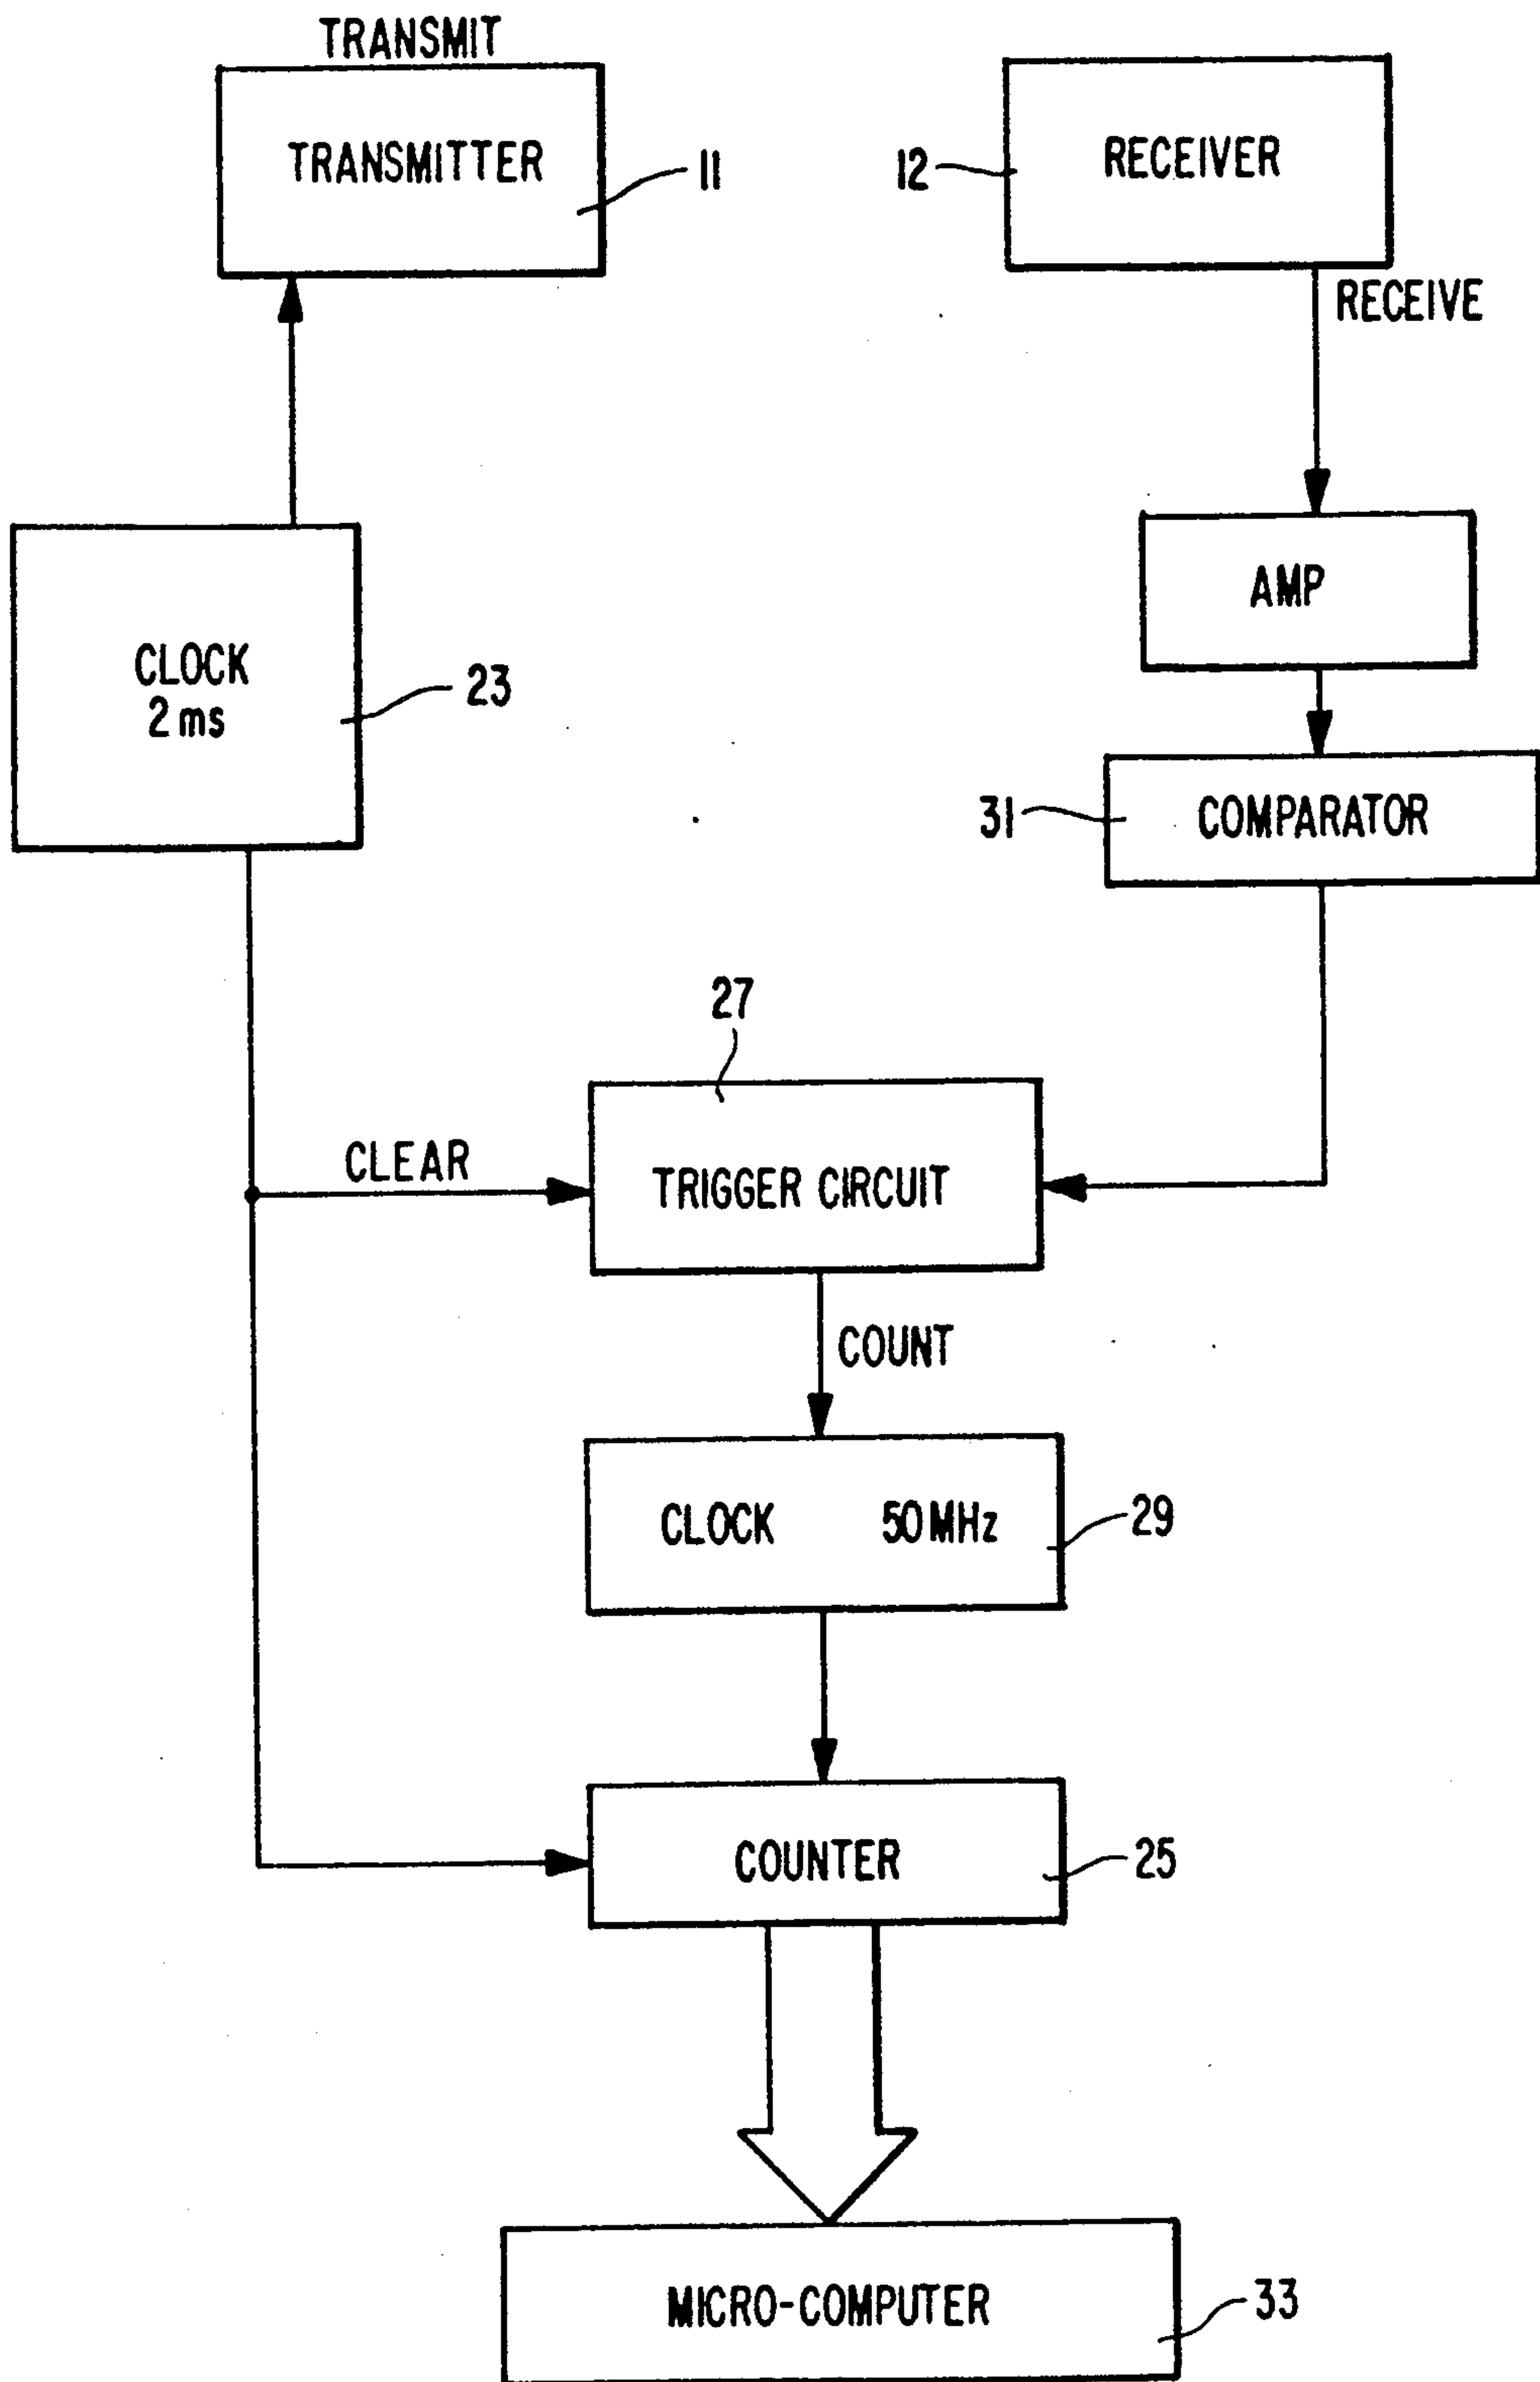 TRANSMIT
TRANSMITTER
11
12
RECEIVER
RECEIVE
AMP
CLOCK
2 ms
23
31
COMPARATOR
27
CLEAR
TRIGGER CIRCUIT
COUNT
CLOCK 50 MHz
29
COUNTER
25
MICRO-COMPUTER
33